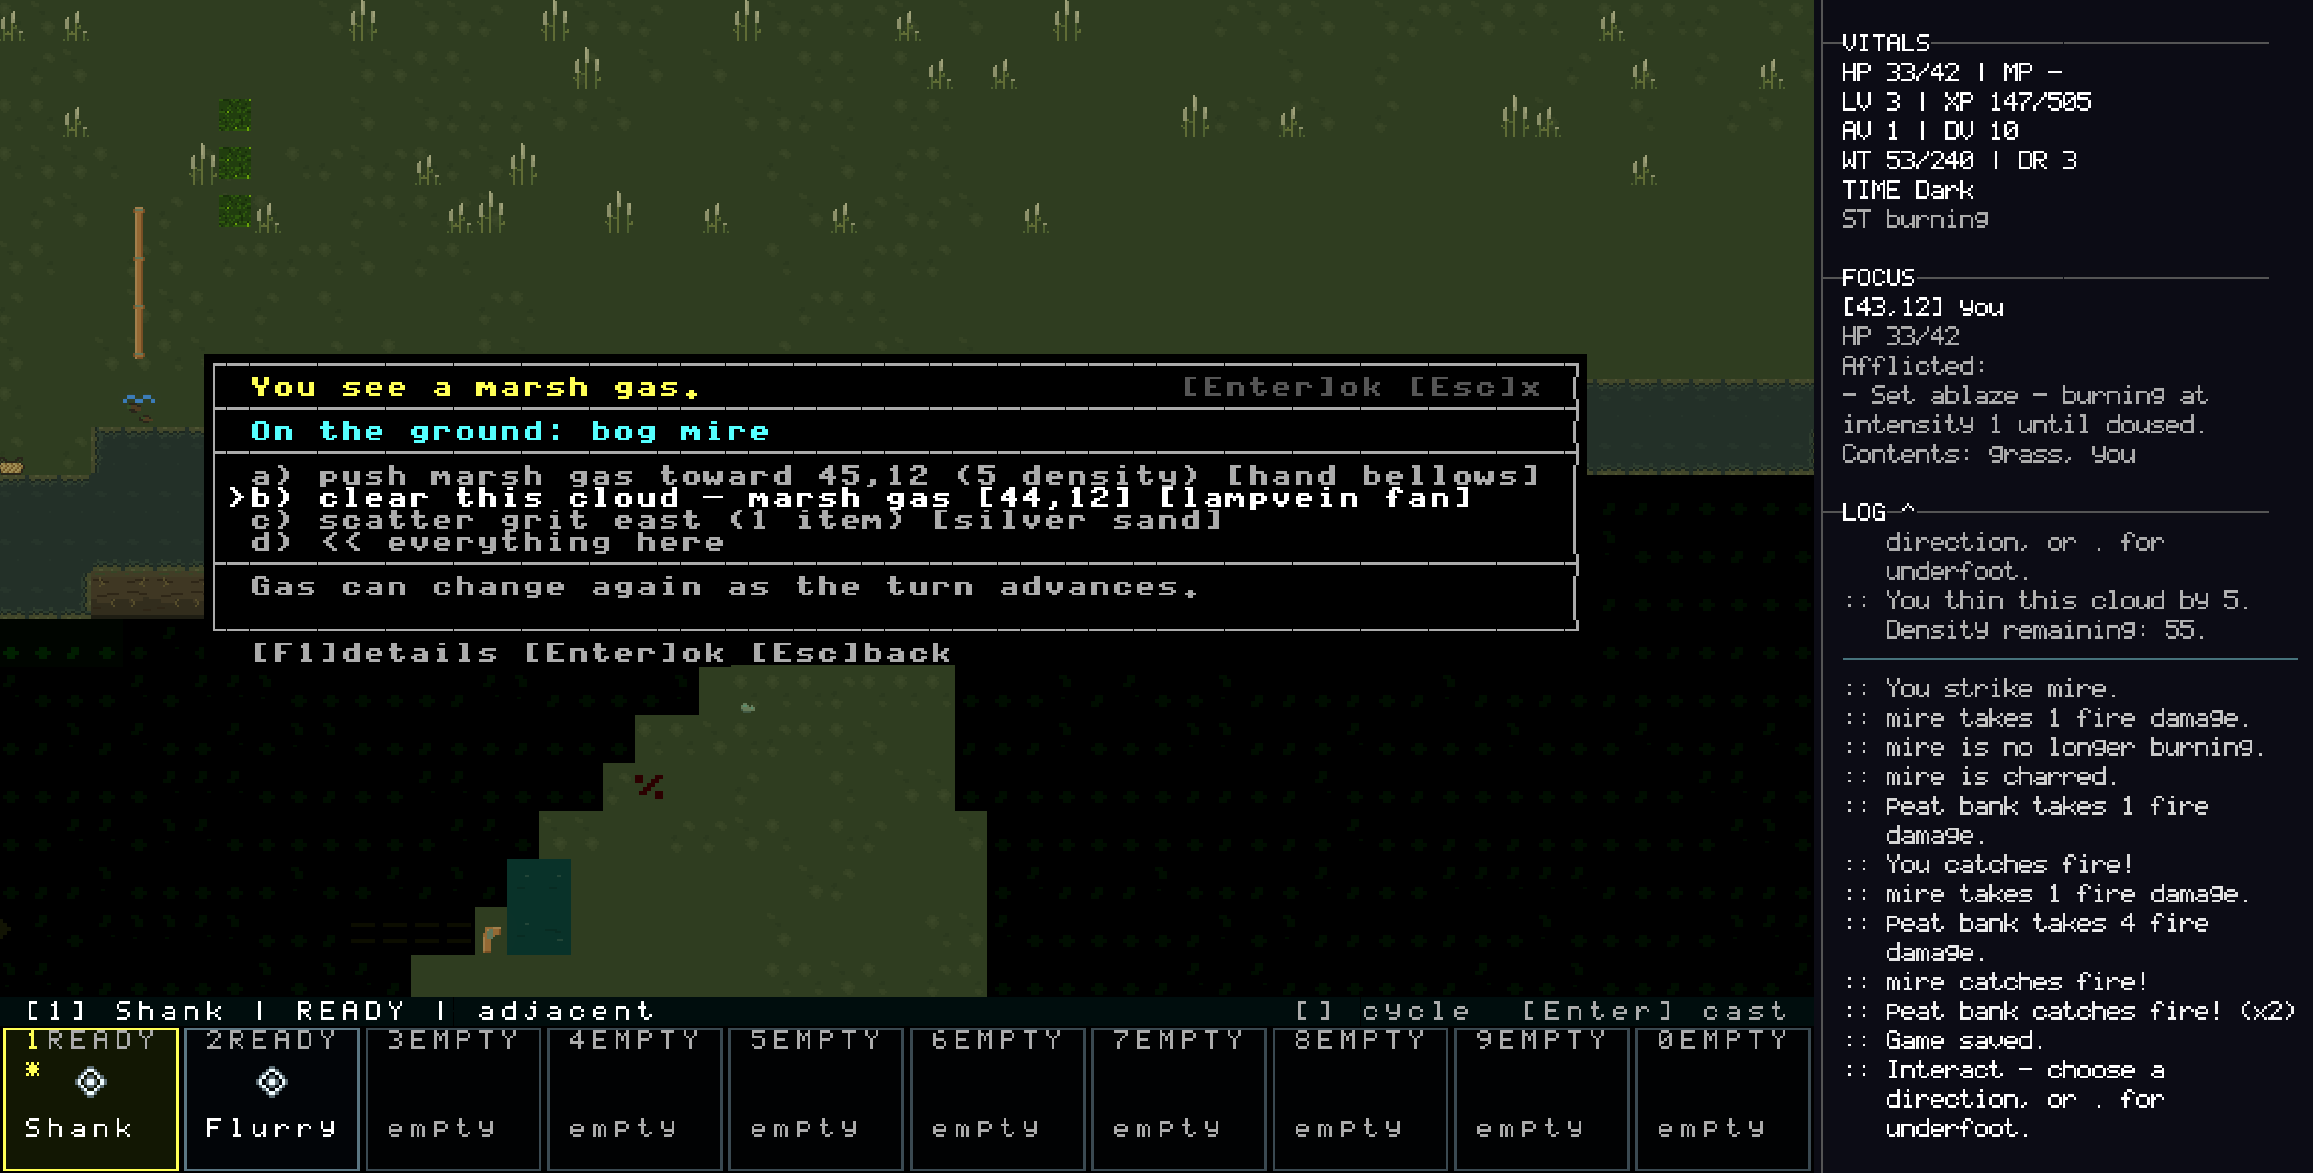 You see a marsh gas. [Enter]ok [Esc]x
On the ground: bog mire
a) push marsh gas toward 45,12 (5 density) [hand bellows]
>b) clear this cloud — marsh gas [44,12] [lampvein fan]
c) scatter grit east (1 item) [silver sand]
d) << everything here
Gas can change again as the turn advances.
[F1]details [Enter]ok [Esc]back
[1] Shank | READY | adjacent
[] cycle [Enter] cast
1READY
*
Shank
2READY
Flurry
3EMPTY
empty
4EMPTY
empty
5EMPTY
empty
6EMPTY
empty
7EMPTY
empty
8EMPTY
empty
9EMPTY
empty
0EMPTY
empty
VITALS
HP 33/42 | MP -
LV 3 | XP 147/505
AV 1 | DV 10
WT 53/240 | DR 3
TIME Dark
ST burning
FOCUS
[43,12] You
HP 33/42
Afflicted:
- Set ablaze - burning at
intensity 1 until doused.
Contents: grass, You
LOG ^
direction, or . for
underfoot.
:: You thin this cloud by 5.
Density remaining: 55.
:: You strike mire.
:: mire takes 1 fire damage.
:: mire is no longer burning.
:: mire is charred.
:: Peat bank takes 1 fire
damage.
:: You catches fire!
:: mire takes 1 fire damage.
:: Peat bank takes 4 fire
damage.
:: mire catches fire!
:: Peat bank catches fire! (x2)
:: Game saved.
:: Interact — choose a
direction, or . for
underfoot.